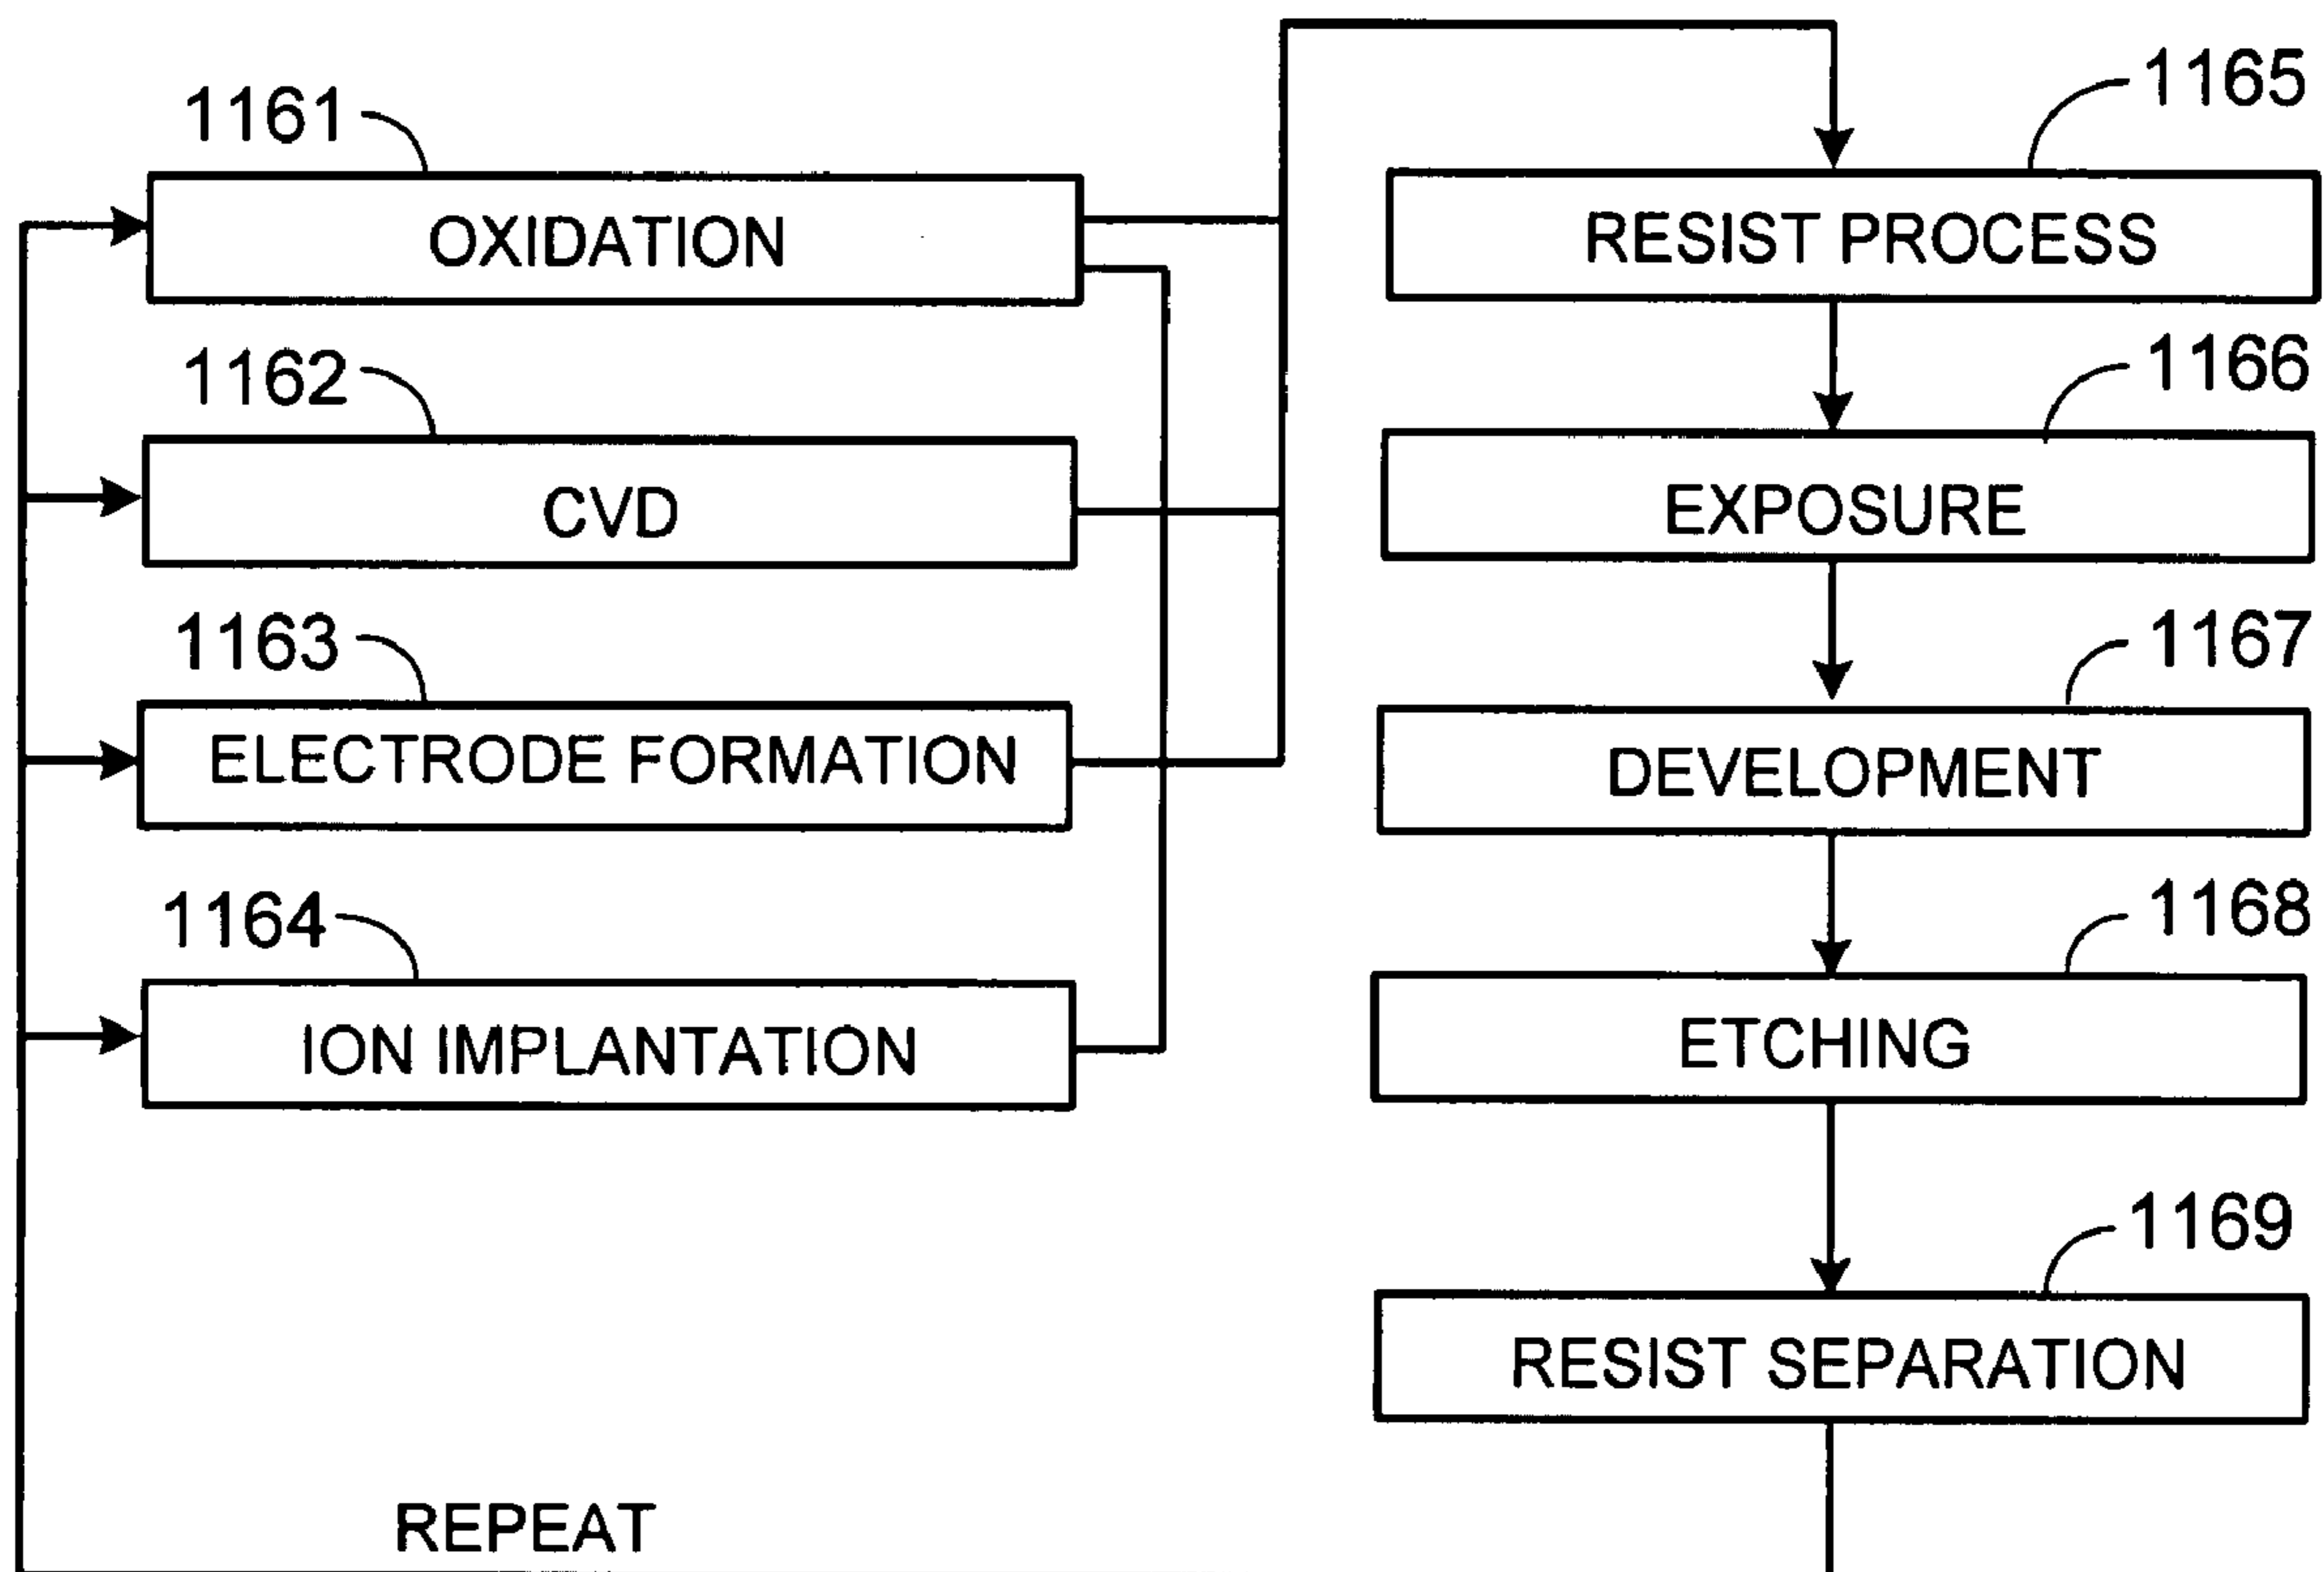 1161
OXIDATION
1162
CVD
1163
ELECTRODE FORMATION
1164
ION IMPLANTATION
REPEAT
1165
RESIST PROCESS
1166
EXPOSURE
1167
DEVELOPMENT
1168
ETCHING
1169
RESIST SEPARATION